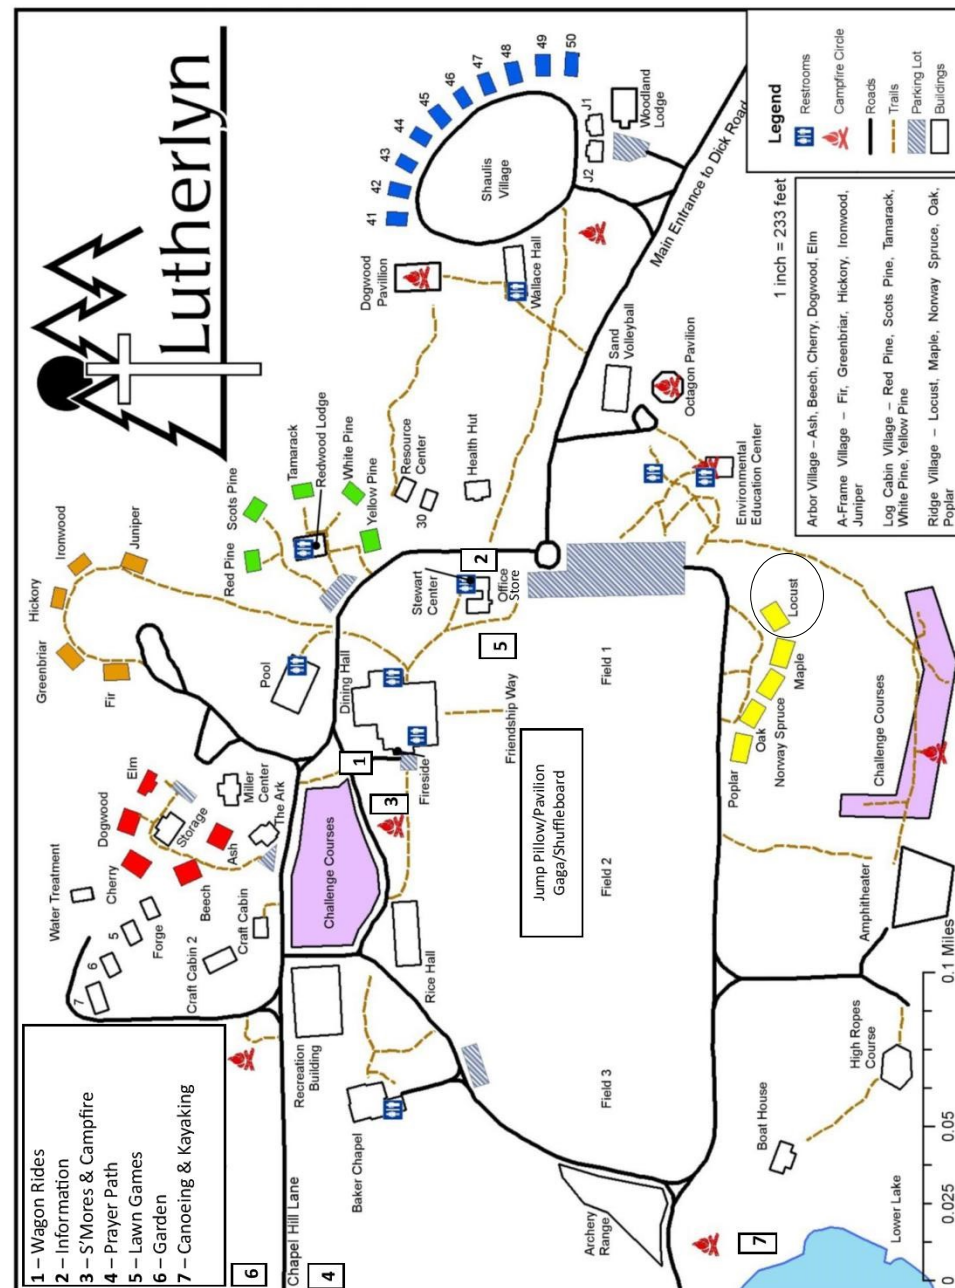 Lutherlyn
1 – Wagon Rides
2 – Information
3 – S'Mores & Campfire
4 – Prayer Path
5 – Lawn Games
6 – Garden
7 – Canoeing & Kayaking
Legend
Restrooms
Campfire Circle
Roads
Trails
Parking Lot
Buildings
1 inch = 233 feet
Arbor Village – Ash, Beech, Cherry, Dogwood, Elm
A-Frame Village – Fir, Greenbriar, Hickory, Ironwood,
Juniper
Log Cabin Village – Red Pine, Scots Pine, Tamarack,
White Pine, Yellow Pine
Ridge Village – Locust, Maple, Norway Spruce, Oak,
Poplar
41
42
43
44
45
46
47
48
49
50
Shaulis
Village
J1
J2
Woodland
Lodge
Main Entrance to Dick Road
Dogwood
Pavillion
Wallace Hall
Sand
Volleyball
Octagon Pavilion
Environmental
Education Center
Resource
Center
30
Health Hut
Scots Pine
Tamarack
Redwood Lodge
White Pine
Yellow Pine
Red Pine
Ironwood
Juniper
Hickory
Greenbriar
Fir
Pool
Dining Hall
Stewart
Center
2
Office
Store
5
Friendship Way
Fireside
1
3
Elm
Dogwood
Storage
Miller
Center
The Ark
Ash
Cherry
Beech
Water Treatment
5
6
7
Forge
Craft Cabin 2
Craft Cabin
Challenge Courses
Rice Hall
Recreation
Building
Baker Chapel
Chapel Hill Lane
6
4
Field 1
Field 2
Field 3
Jump Pillow/Pavilion
Gaga/Shuffleboard
Locust
Maple
Norway Spruce
Oak
Poplar
Challenge Courses
Amphitheater
High Ropes
Course
Boat House
Archery
Range
7
Lower Lake
0
0.025
0.05
0.1 Miles